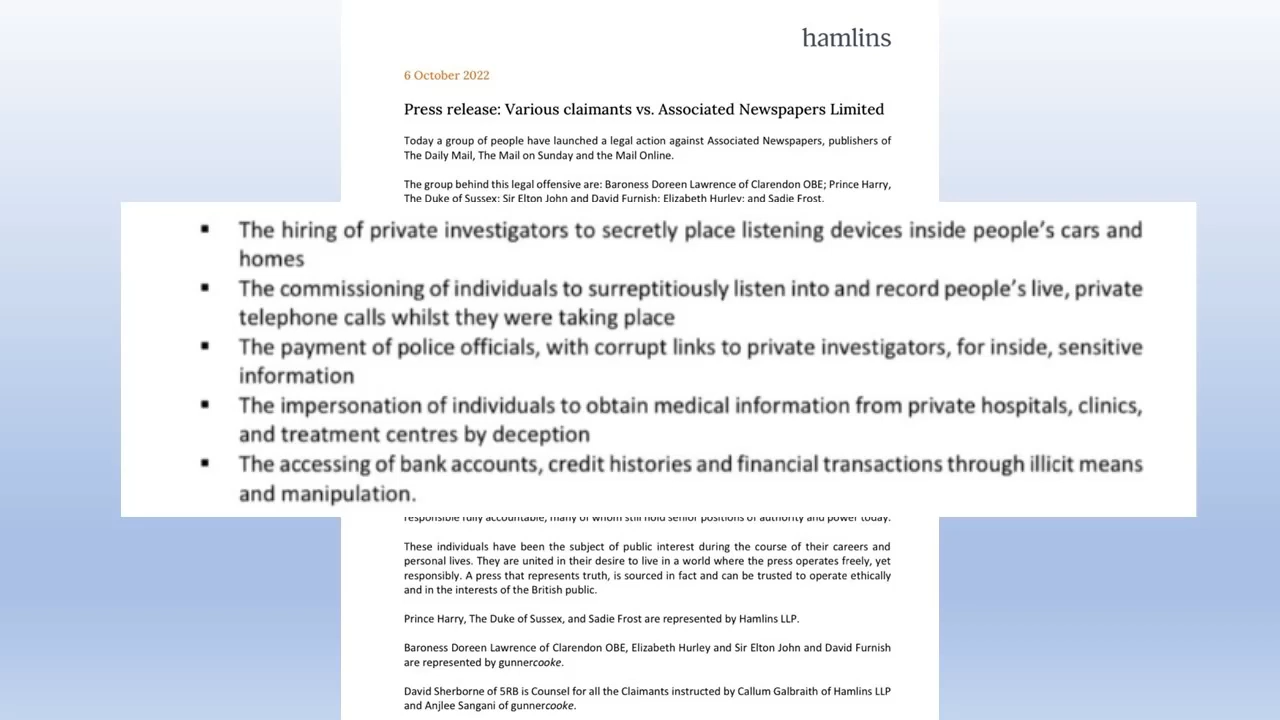 hamlins
6 October 2022
Press release: Various claimants vs. Associated Newspapers Limited
Today a group of people have launched a legal action against Associated Newspapers, publishers of
The Daily Mail, The Mail on Sunday and the Mail Online.
The group behind this legal offensive are: Baroness Doreen Lawrence of Clarendon OBE; Prince Harry,
The Duke of Sussex; Sir Elton John and David Furnish; Elizabeth Hurley; and Sadie Frost.
▪ The hiring of private investigators to secretly place listening devices inside people's cars and
homes
▪ The commissioning of individuals to surreptitiously listen into and record people's live, private
telephone calls whilst they were taking place
▪ The payment of police officials, with corrupt links to private investigators, for inside, sensitive
information
▪ The impersonation of individuals to obtain medical information from private hospitals, clinics,
and treatment centres by deception
▪ The accessing of bank accounts, credit histories and financial transactions through illicit means
and manipulation.
responsible fully accountable, many of whom still hold senior positions of authority and power today.
These individuals have been the subject of public interest during the course of their careers and
personal lives. They are united in their desire to live in a world where the press operates freely, yet
responsibly. A press that represents truth, is sourced in fact and can be trusted to operate ethically
and in the interests of the British public.
Prince Harry, The Duke of Sussex, and Sadie Frost are represented by Hamlins LLP.
Baroness Doreen Lawrence of Clarendon OBE, Elizabeth Hurley and Sir Elton John and David Furnish
are represented by gunnercooke.
David Sherborne of 5RB is Counsel for all the Claimants instructed by Callum Galbraith of Hamlins LLP
and Anjlee Sangani of gunnercooke.